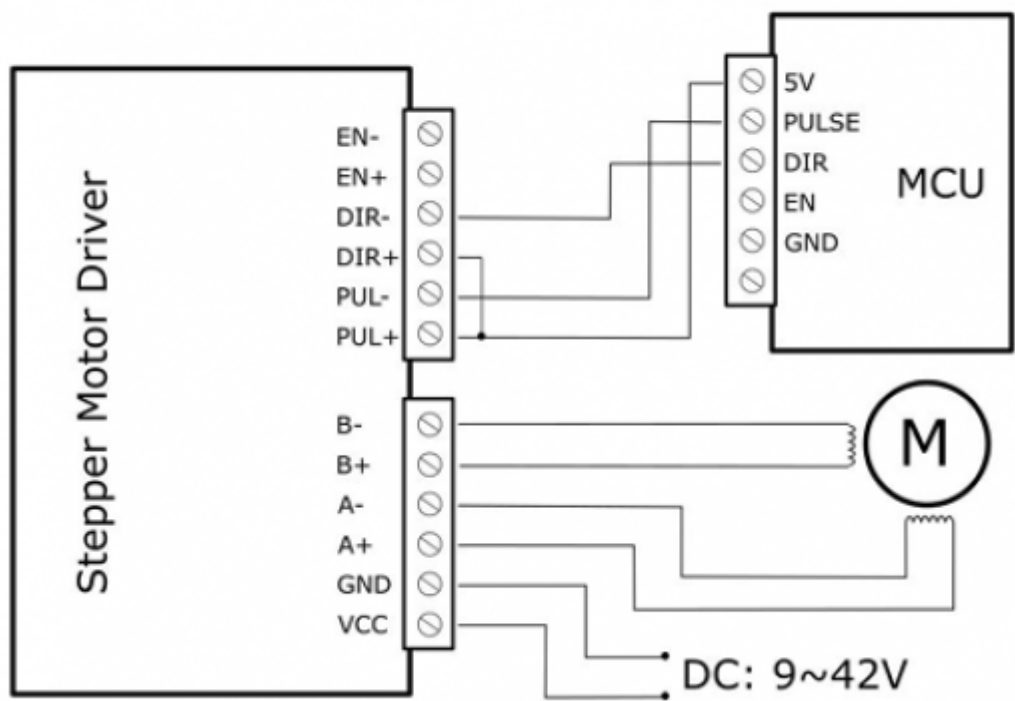 Stepper Motor Driver
EN-
EN+
DIR-
DIR+
PUL-
PUL+
B-
B+
A-
A+
GND
VCC
5V
PULSE
DIR
EN
GND
MCU
M
DC: 9~42V